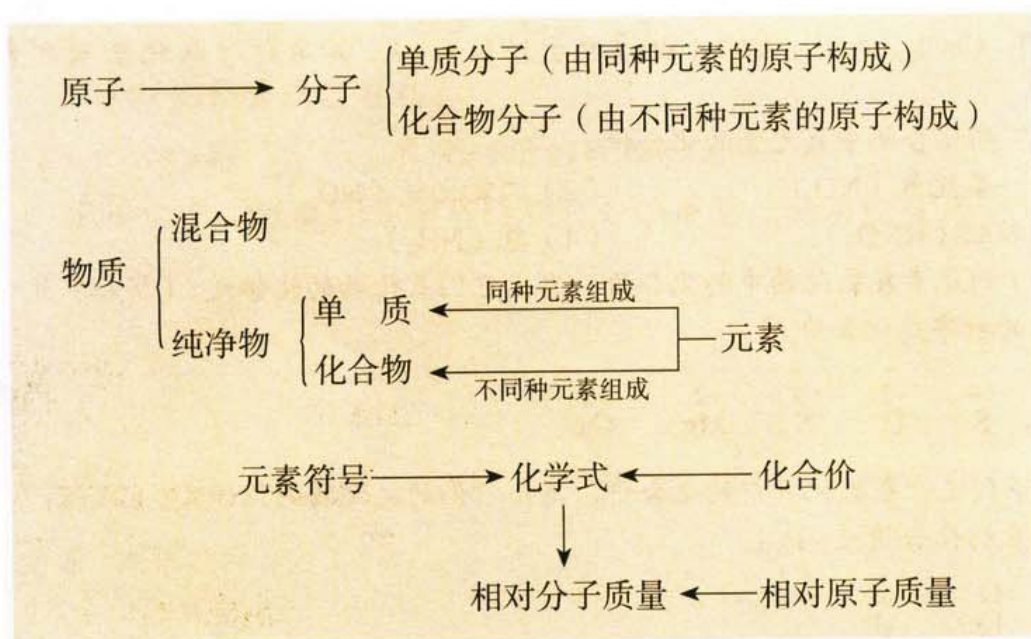 单质分子（由同种元素的原子构成）
原子 分子
化合物分子（由不同种元素的原子构成）
混合物
物质
同种元素组成
单 质
纯净物 元素
化合物
不同种元素组成
元素符号 化学式 化合价
相对分子质量 相对原子质量